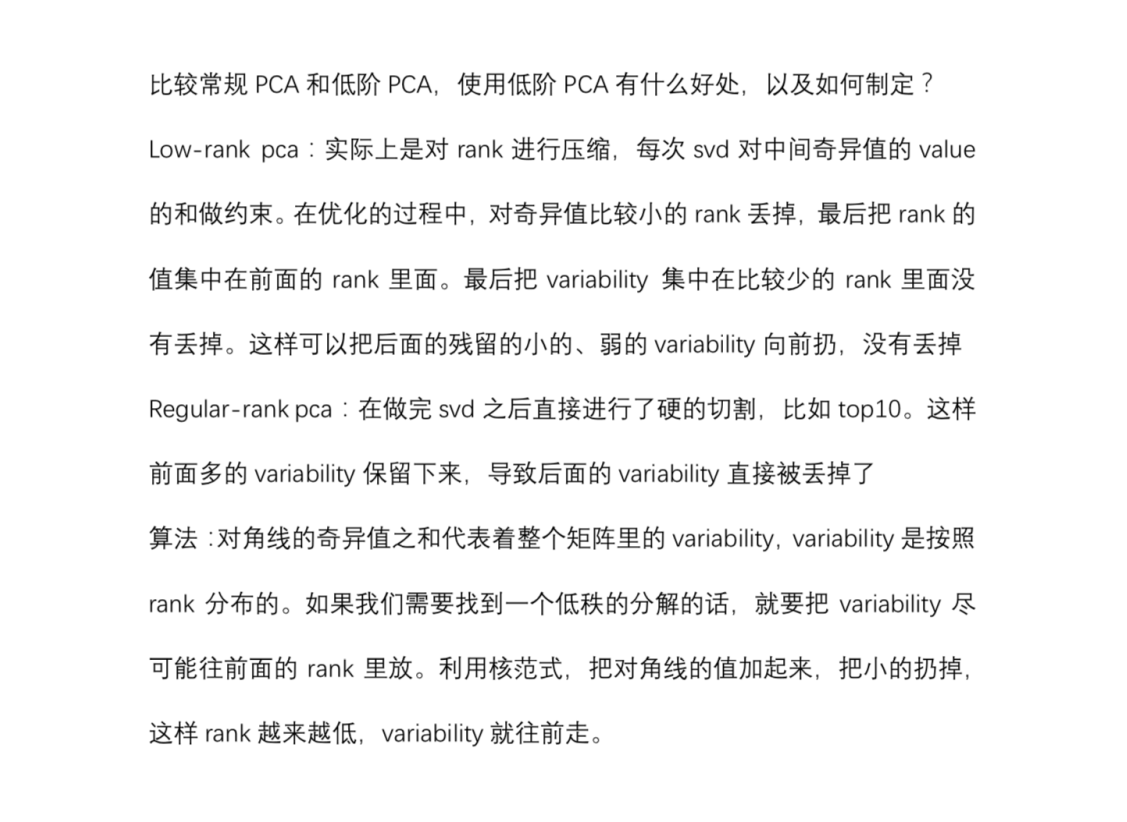 比较常规 PCA 和低阶 PCA，使用低阶 PCA 有什么好处，以及如何制定？
Low-rank pca：实际上是对 rank 进行压缩，每次 svd 对中间奇异值的 value
的和做约束。在优化的过程中，对奇异值比较小的 rank 丢掉，最后把 rank 的
值集中在前面的 rank 里面。最后把 variability 集中在比较少的 rank 里面没
有丢掉。这样可以把后面的残留的小的、弱的 variability 向前扔，没有丢掉
Regular-rank pca：在做完 svd 之后直接进行了硬的切割，比如 top10。这样
前面多的 variability 保留下来，导致后面的 variability 直接被丢掉了
算法：对角线的奇异值之和代表着整个矩阵里的 variability，variability 是按照
rank 分布的。如果我们需要找到一个低秩的分解的话，就要把 variability 尽
可能往前面的 rank 里放。利用核范式，把对角线的值加起来，把小的扔掉，
这样 rank 越来越低，variability 就往前走。